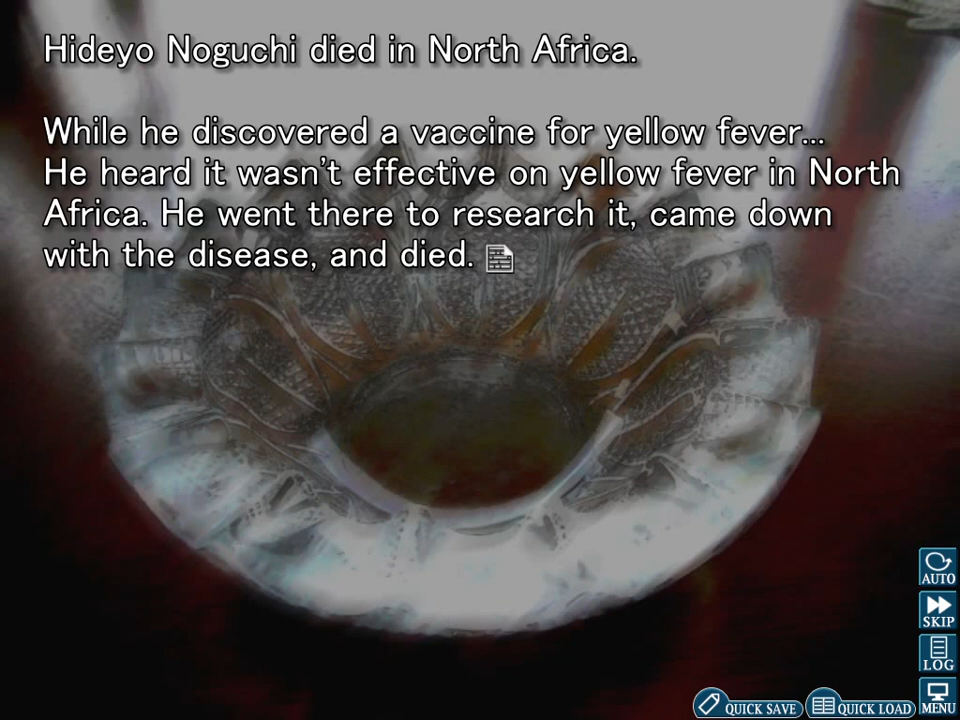 Hideyo Noguchi died in North Africa.
While he discovered a vaccine for yellow fever...
He heard it wasn't effective on yellow fever in North
Africa. He went there to research it, came down
with the disease, and died.
AUTO
SKIP
LOG
MENU
QUICK SAVE
QUICK LOAD